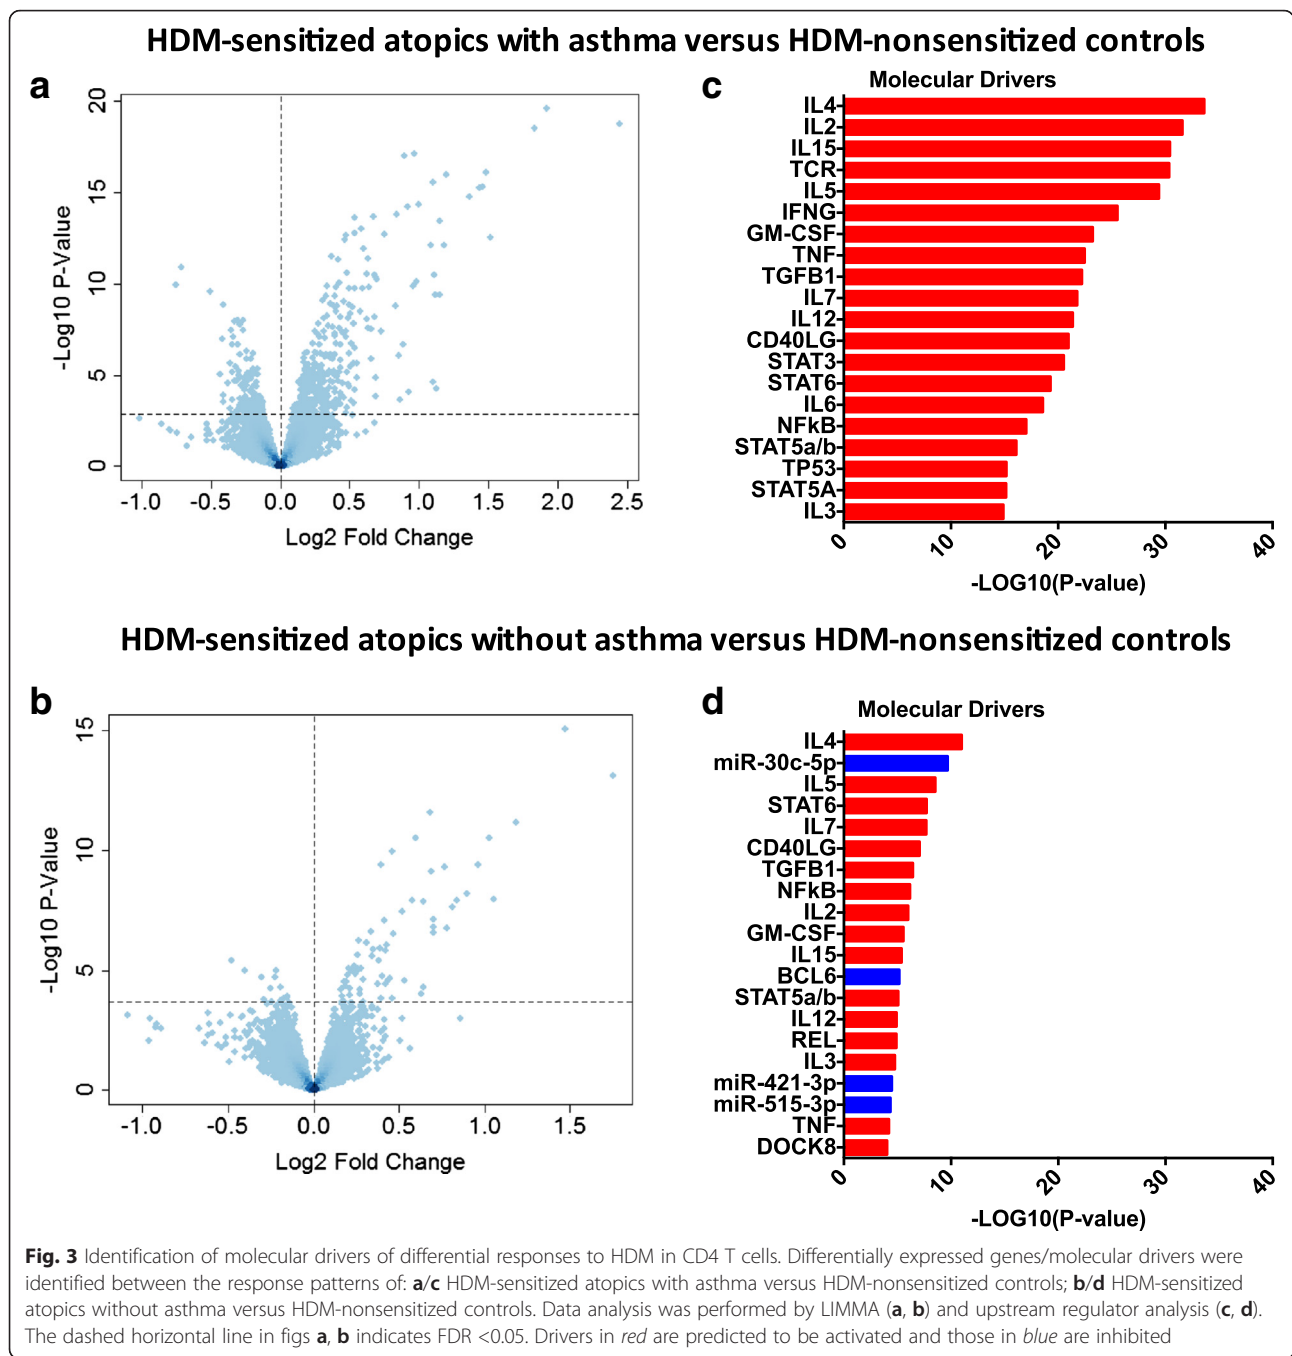 HDM-sensitized atopics with asthma versus HDM-nonsensitized controls
a
20
15
10
5
0
-Log10 P-Value
-1.0 -0.5 0.0 0.5 1.0 1.5 2.0 2.5
Log2 Fold Change
c
Molecular Drivers
IL4
IL2
IL15
TCR
IL5
IFNG
GM-CSF
TNF
TGFB1
IL7
IL12
CD40LG
STAT3
STAT6
IL6
NFkB
STAT5a/b
TP53
STAT5A
IL3
0 10 20 30 40
-LOG10(P-value)
HDM-sensitized atopics without asthma versus HDM-nonsensitized controls
b
15
10
5
0
-Log10 P-Value
-1.0 -0.5 0.0 0.5 1.0 1.5
Log2 Fold Change
d
Molecular Drivers
IL4
miR-30c-5p
IL5
STAT6
IL7
CD40LG
TGFB1
NFkB
IL2
GM-CSF
IL15
BCL6
STAT5a/b
IL12
REL
IL3
miR-421-3p
miR-515-3p
TNF
DOCK8
0 10 20 30 40
-LOG10(P-value)
Fig. 3 Identification of molecular drivers of differential responses to HDM in CD4 T cells. Differentially expressed genes/molecular drivers were
identified between the response patterns of: a/c HDM-sensitized atopics with asthma versus HDM-nonsensitized controls; b/d HDM-sensitized
atopics without asthma versus HDM-nonsensitized controls. Data analysis was performed by LIMMA (a, b) and upstream regulator analysis (c, d).
The dashed horizontal line in figs a, b indicates FDR <0.05. Drivers in red are predicted to be activated and those in blue are inhibited